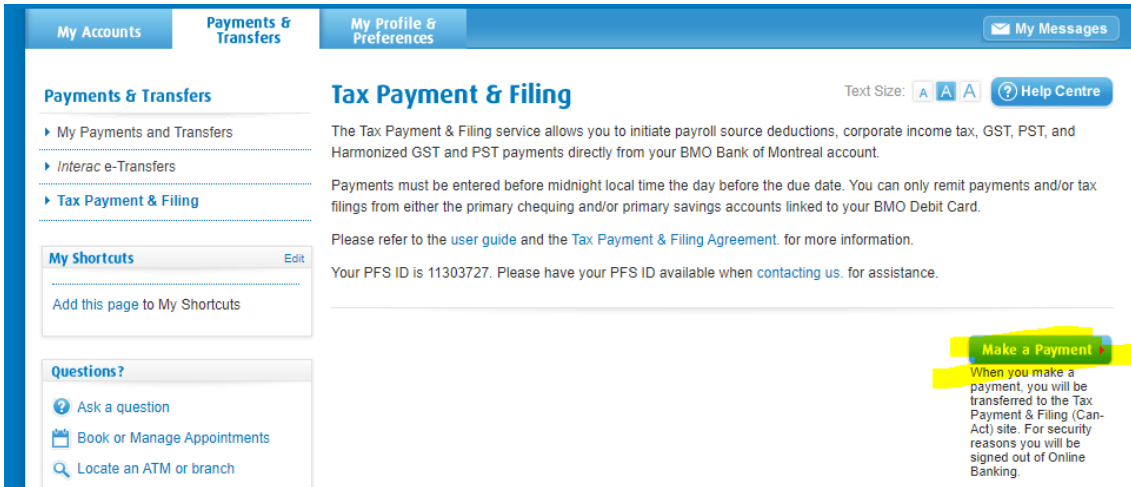 My Accounts
Payments &
Transfers
My Profile &
Preferences
My Messages
Payments & Transfers
My Payments and Transfers
Interac e-Transfers
Tax Payment & Filing
My Shortcuts
Edit
Add this page to My Shortcuts
Questions?
Ask a question
Book or Manage Appointments
Locate an ATM or branch
Tax Payment & Filing
Text Size: A A A
? Help Centre
The Tax Payment & Filing service allows you to initiate payroll source deductions, corporate income tax, GST, PST, and
Harmonized GST and PST payments directly from your BMO Bank of Montreal account.
Payments must be entered before midnight local time the day before the due date. You can only remit payments and/or tax
filings from either the primary chequing and/or primary savings accounts linked to your BMO Debit Card.
Please refer to the user guide and the Tax Payment & Filing Agreement. for more information.
Your PFS ID is 11303727. Please have your PFS ID available when contacting us. for assistance.
Make a Payment
When you make a
payment, you will be
transferred to the Tax
Payment & Filing (Can-
Act) site. For security
reasons you will be
signed out of Online
Banking.